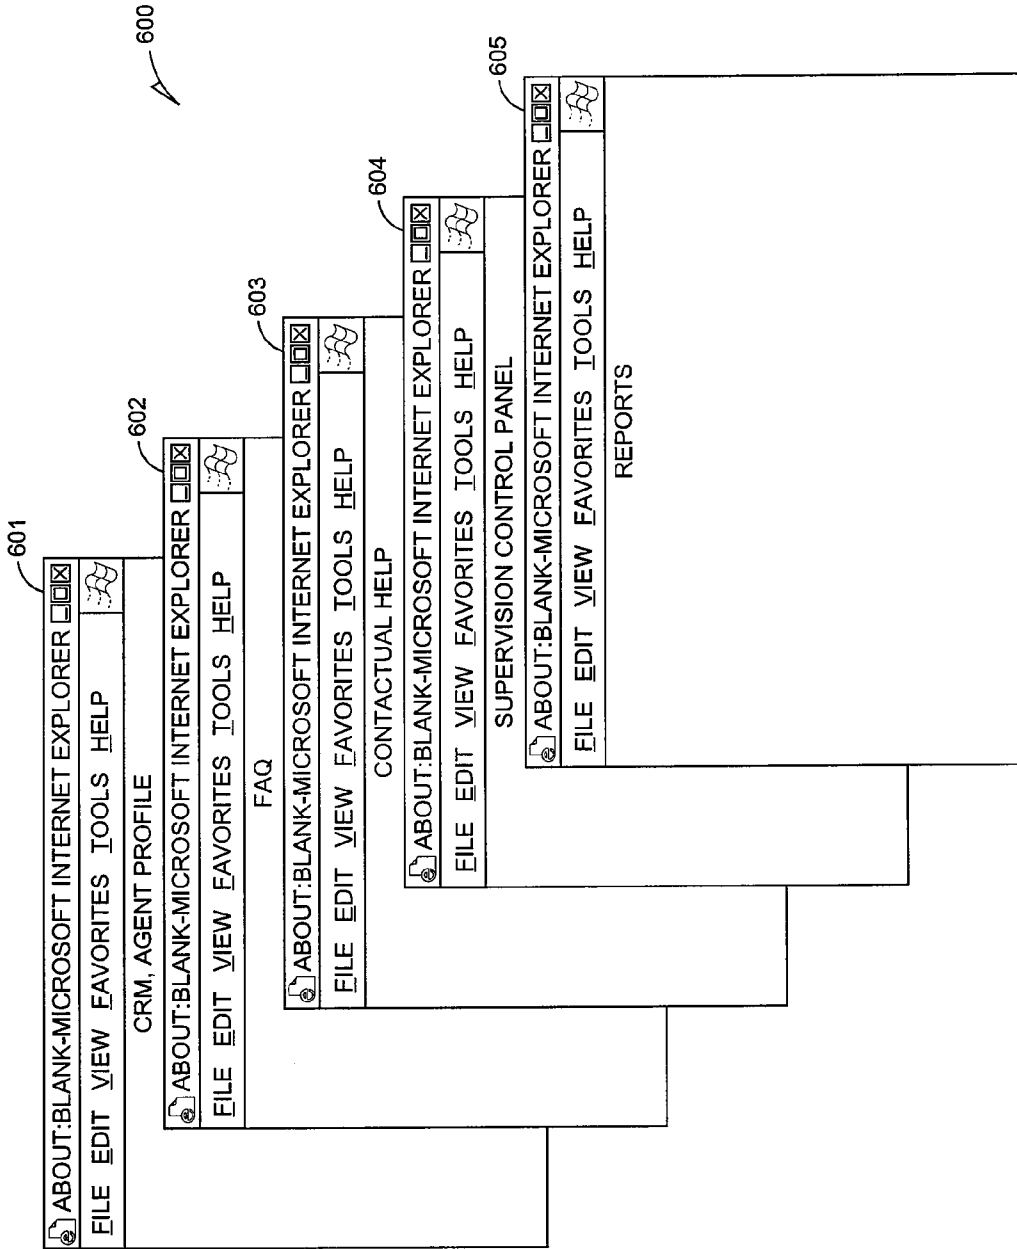 600
601
ABOUT:BLANK-MICROSOFT INTERNET EXPLORER
FILE EDIT VIEW FAVORITES TOOLS HELP
CRM, AGENT PROFILE
602
ABOUT:BLANK-MICROSOFT INTERNET EXPLORER
FILE EDIT VIEW FAVORITES TOOLS HELP
FAQ
603
ABOUT:BLANK-MICROSOFT INTERNET EXPLORER
FILE EDIT VIEW FAVORITES TOOLS HELP
CONTACTUAL HELP
604
ABOUT:BLANK-MICROSOFT INTERNET EXPLORER
FILE EDIT VIEW FAVORITES TOOLS HELP
SUPERVISION CONTROL PANEL
605
ABOUT:BLANK-MICROSOFT INTERNET EXPLORER
FILE EDIT VIEW FAVORITES TOOLS HELP
REPORTS